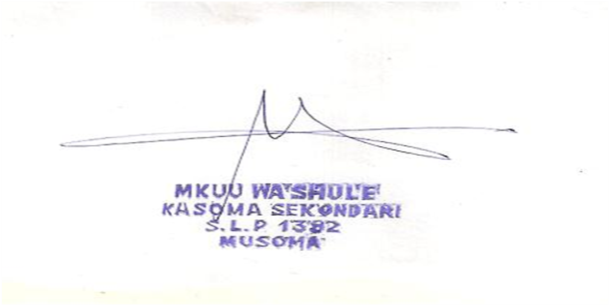 MKUU WA SHULE
KASOMA SEKONDARI
S.L.P 1382
MUSOMA